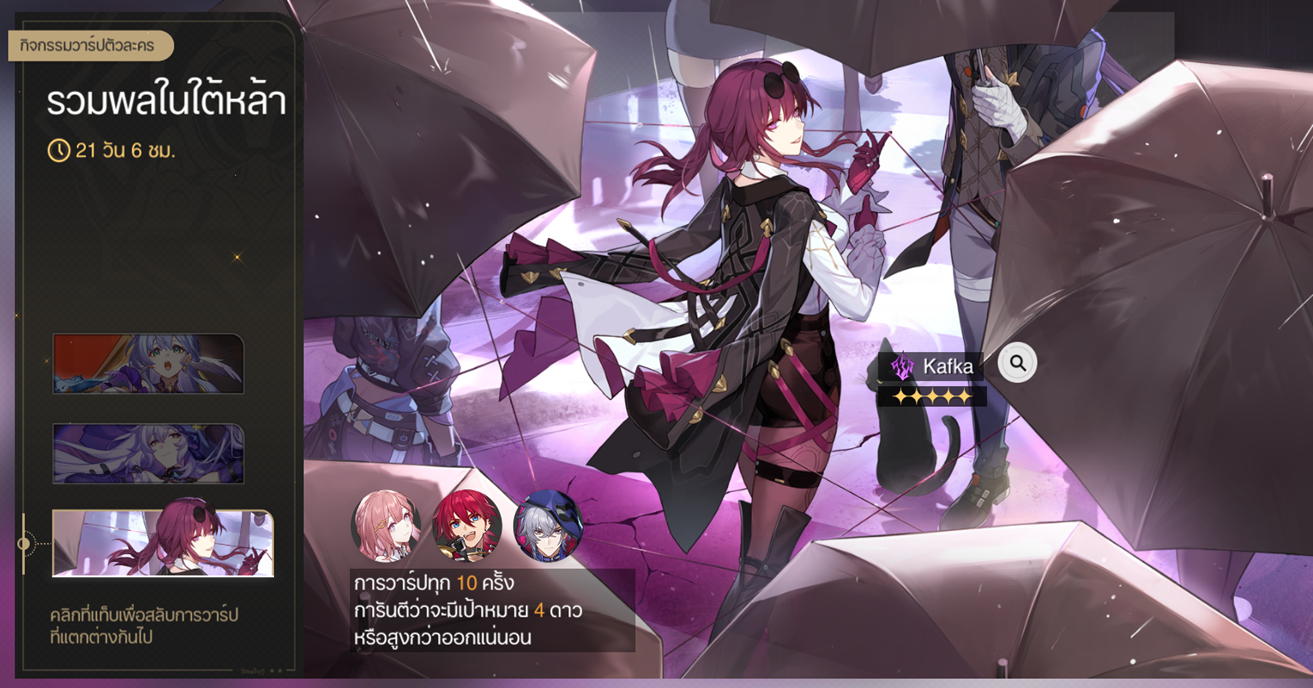 กิจกรรมวาร์ปตัวละคร
รวมพลในใต้หล้า
21 วัน 6 ชม.
คลิกที่แท็บเพื่อสลับการวาร์ป
ที่แตกต่างกันไป
Kafka
การวาร์ปทุก 10 ครั้ง
การันตีว่าจะมีเป้าหมาย 4 ดาว
หรือสูงกว่าออกแน่นอน